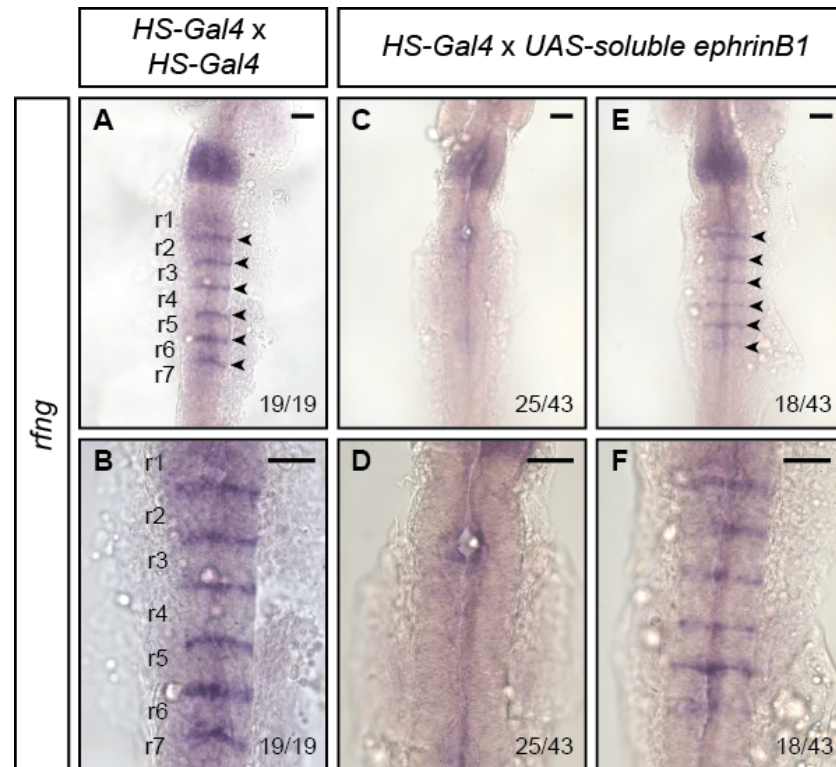 HS-Gal4 x
HS-Gal4
HS-Gal4 x UAS-soluble ephrinB1
rfng
A
r1
r2
r3
r4
r5
r6
r7
19/19
C
25/43
E
18/43
B
r1
r2
r3
r4
r5
r6
r7
19/19
D
25/43
F
18/43